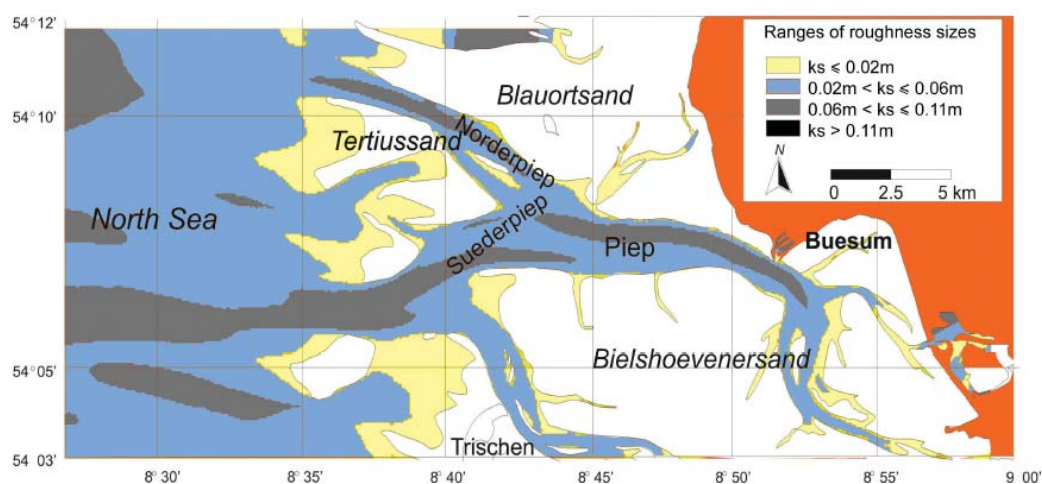 54° 12'
54° 10'
54° 05'
54 03'
8° 30'
8° 35'
8° 40'
8° 45'
8° 50'
8° 55'
9 00'
Ranges of roughness sizes
ks ⩽ 0.02m
0.02m < ks ⩽ 0.06m
0.06m < ks ⩽ 0.11m
ks > 0.11m
N
0 2.5 5 km
Blauortsand
Tertiussand
Norderpiep
North Sea
Suederpiep
Piep
Buesum
Bielshoevenersand
Trischen